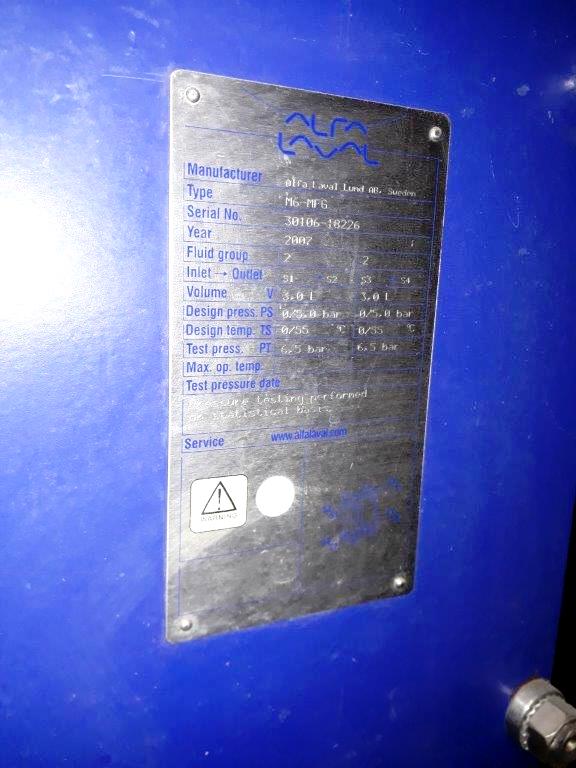 ALFA
LAVAL
Manufacturer Alfa Laval Lund AB, Sweden
Type M6-MFG
Serial No. 30106-18226
Year 2007
Fluid group 2 2
Inlet → Outlet S1 → S2 S3 → S4
Volume V 3,0 L 3,0 L
Design press. PS 0/5,0 bar 0/5,0 bar
Design temp. TS 0/55 °C 0/55 °C
Test press. PT 6,5 bar 6,5 bar
Max. op. temp.
Test pressure date
Pressure testing performed
on statistical basis
Service www.alfalaval.com
WARNING